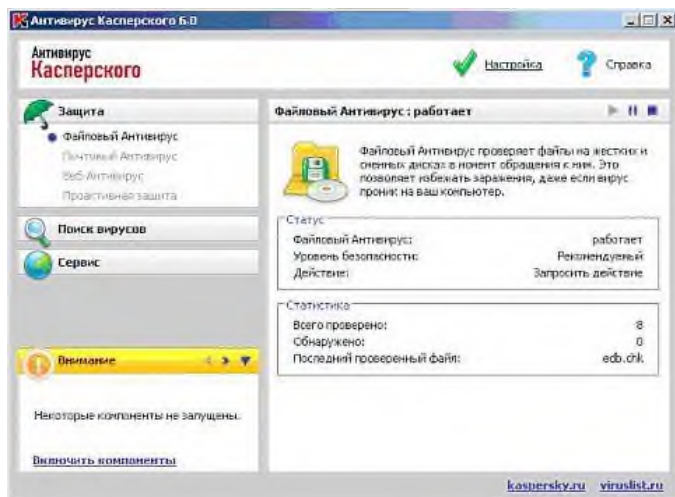 Антивирус Касперского 6.0
Антивирус
Касперского
Настройка
Справка
Защита
Файловый Антивирус
Почтовый Антивирус
Веб-Антивирус
Проактивная защита
Поиск вирусов
Сервис
Внимание
Некоторые компоненты не запущены.
Включить компоненты
Файловый Антивирус : работает
Файловый Антивирус проверяет файлы на жестких и
сменных дисках в момент обращения к ним. Это
позволяет избежать заражения, даже если вирус
проник на ваш компьютер.
Статус
Файловый Антивирус: работает
Уровень безопасности: Рекомендуемый
Действие: Запросить действие
Статистика
Всего проверено: 8
Обнаружено: 0
Последний проверенный файл: edb.chk
kaspersky.ru viruslist.ru